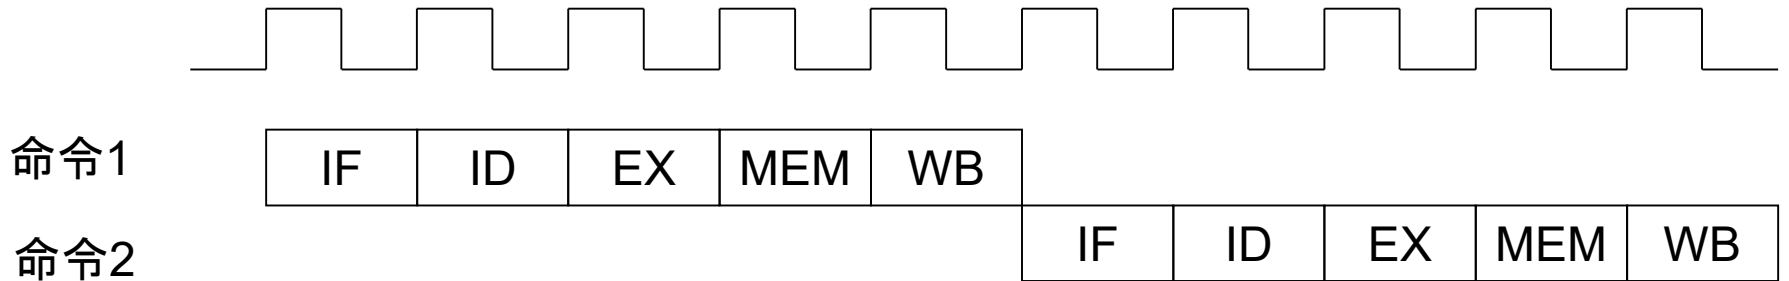 命令1 IF ID EX MEM WB
命令2 IF ID EX MEM WB